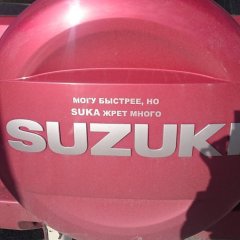 МОГУ БЫСТРЕЕ, НО
SUKA ЖРЕТ МНОГО
SUZUKI